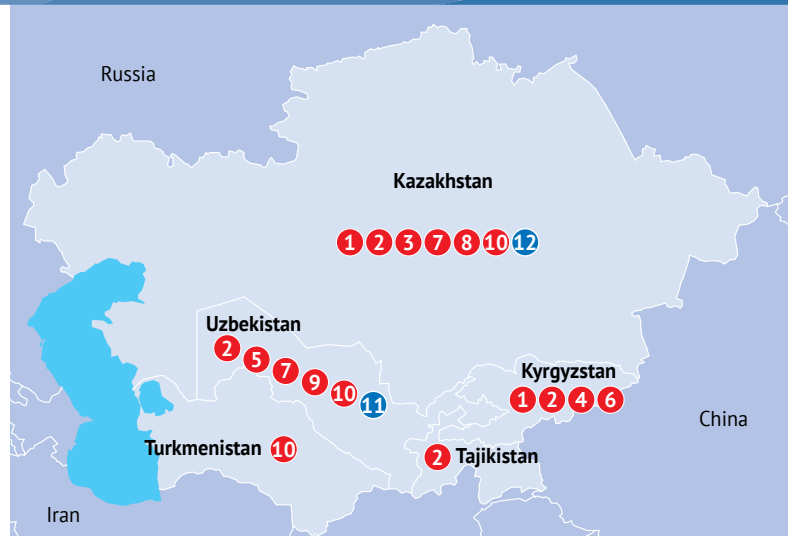 Russia
Kazakhstan
1 2 3 7 8 10 12
Uzbekistan
2 5 7 9 10 11
Kyrgyzstan
1 2 4 6
China
Turkmenistan 10
2 Tajikistan
Iran